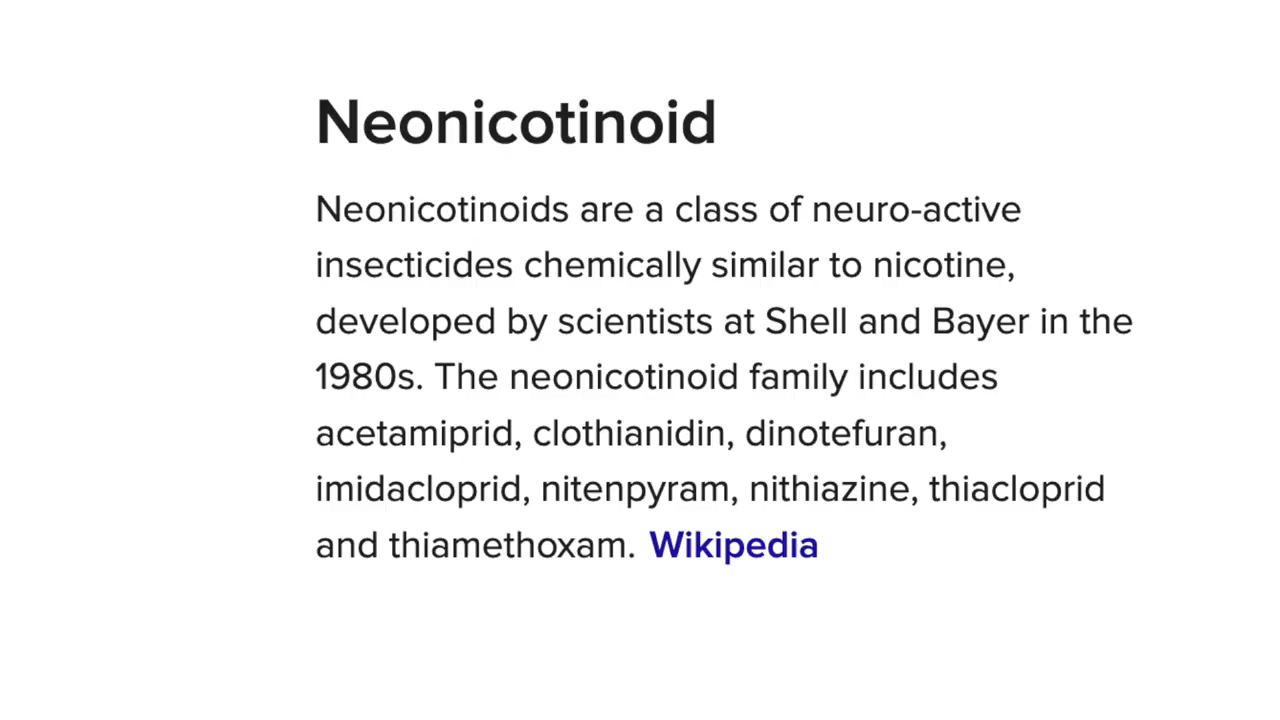 Neonicotinoid
Neonicotinoids are a class of neuro-active
insecticides chemically similar to nicotine,
developed by scientists at Shell and Bayer in the
1980s. The neonicotinoid family includes
acetamiprid, clothianidin, dinotefuran,
imidacloprid, nitenpyram, nithiazine, thiacloprid
and thiamethoxam. Wikipedia